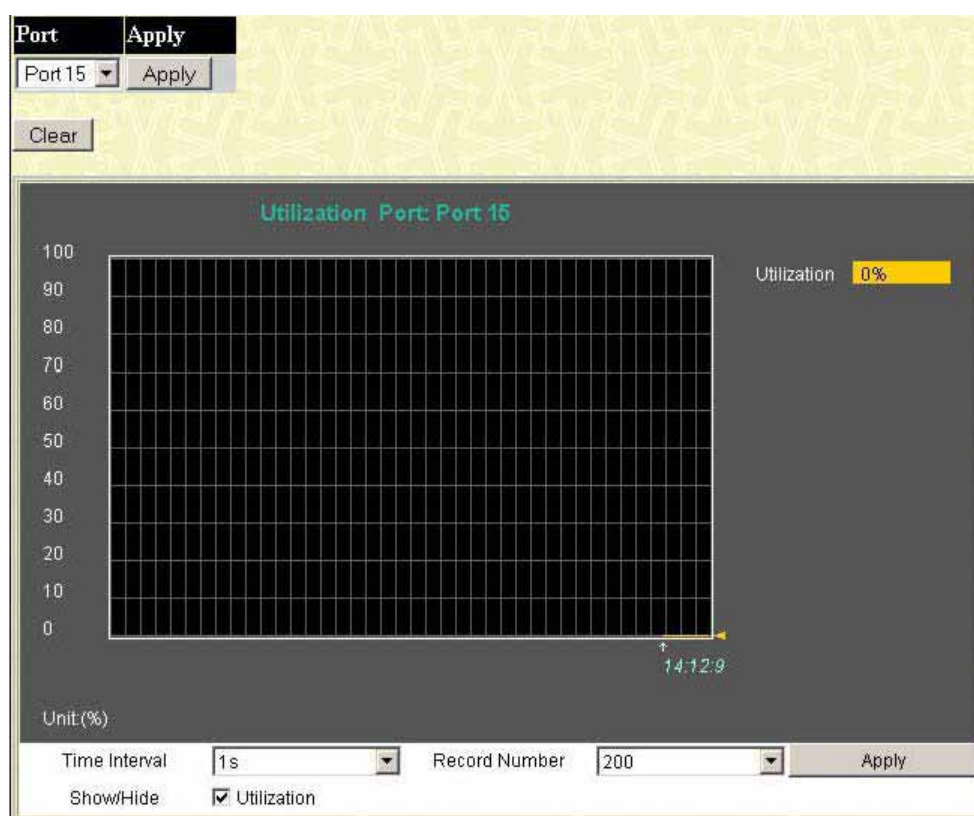 Port Apply
Port 15 Apply
Clear
Utilization Port: Port 15
100
90
80
70
60
50
40
30
20
10
0
Utilization 0%
14:12:9
Unit:(%)
Time Interval 1s Record Number 200 Apply
Show/Hide Utilization